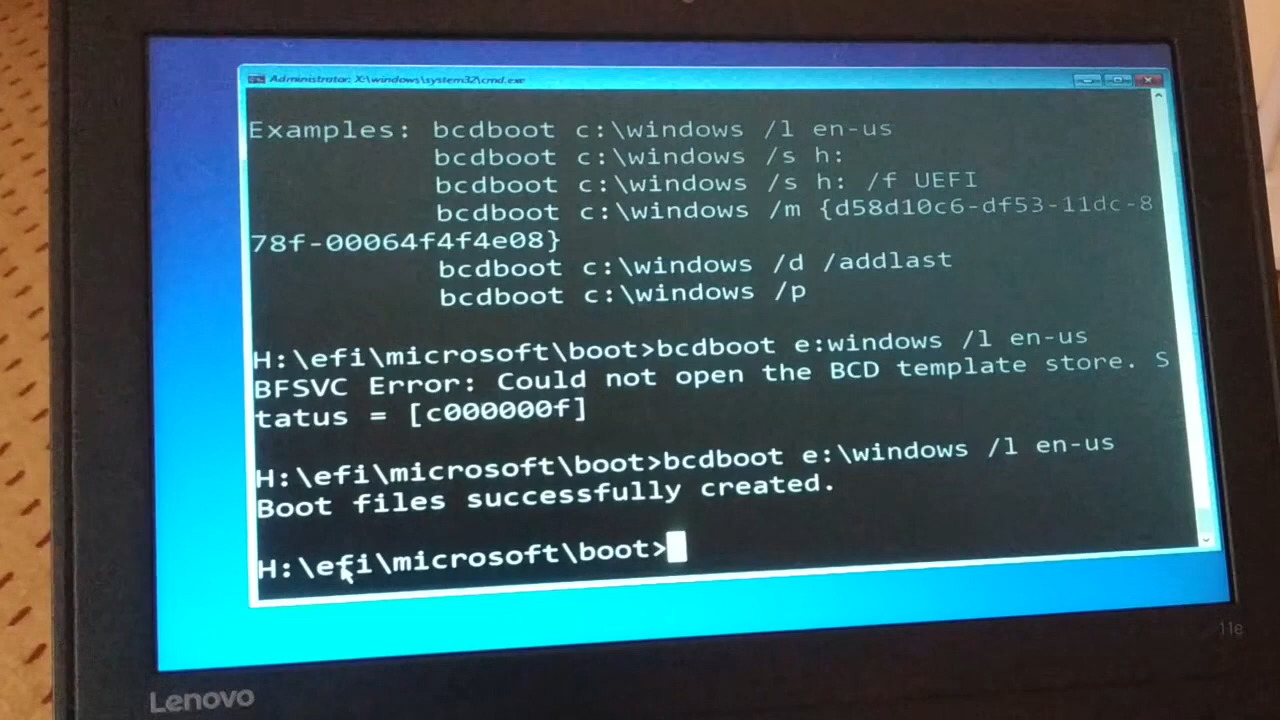 Administrator: X:\windows\system32\cmd.exe
Examples: bcdboot c:\windows /l en-us
bcdboot c:\windows /s h:
bcdboot c:\windows /s h: /f UEFI
bcdboot c:\windows /m {d58d10c6-df53-11dc-8
78f-00064f4f4e08}
bcdboot c:\windows /d /addlast
bcdboot c:\windows /p
H:\efi\microsoft\boot>bcdboot e:windows /l en-us
BFSVC Error: Could not open the BCD template store. S
tatus = [c000000f]
H:\efi\microsoft\boot>bcdboot e:\windows /l en-us
Boot files successfully created.
H:\efi\microsoft\boot>
11e
Lenovo